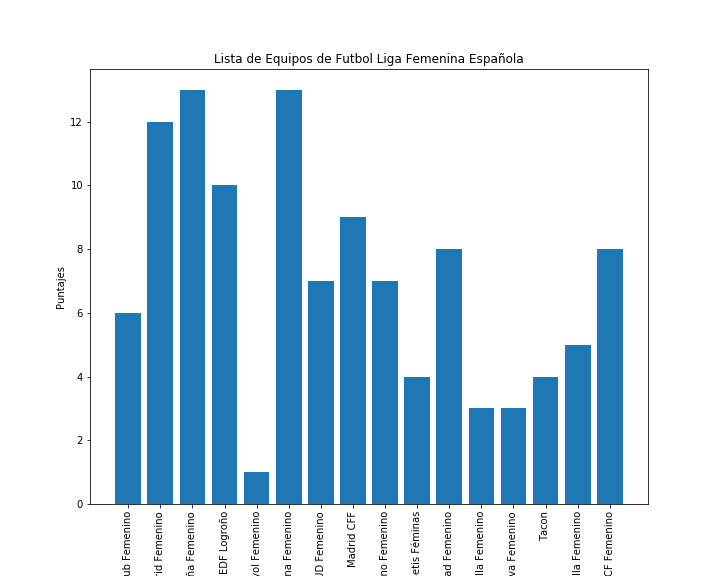 Lista de Equipos de Futbol Liga Femenina Española
Puntajes
12
10
8
6
4
2
0
ub Femenino
rid Femenino
ña Femenino
EDF Logroño
yol Femenino
na Femenino
UD Femenino
Madrid CFF
no Femenino
etis Féminas
ad Femenino
lla Femenino
va Femenino
Tacon
lla Femenino
CF Femenino